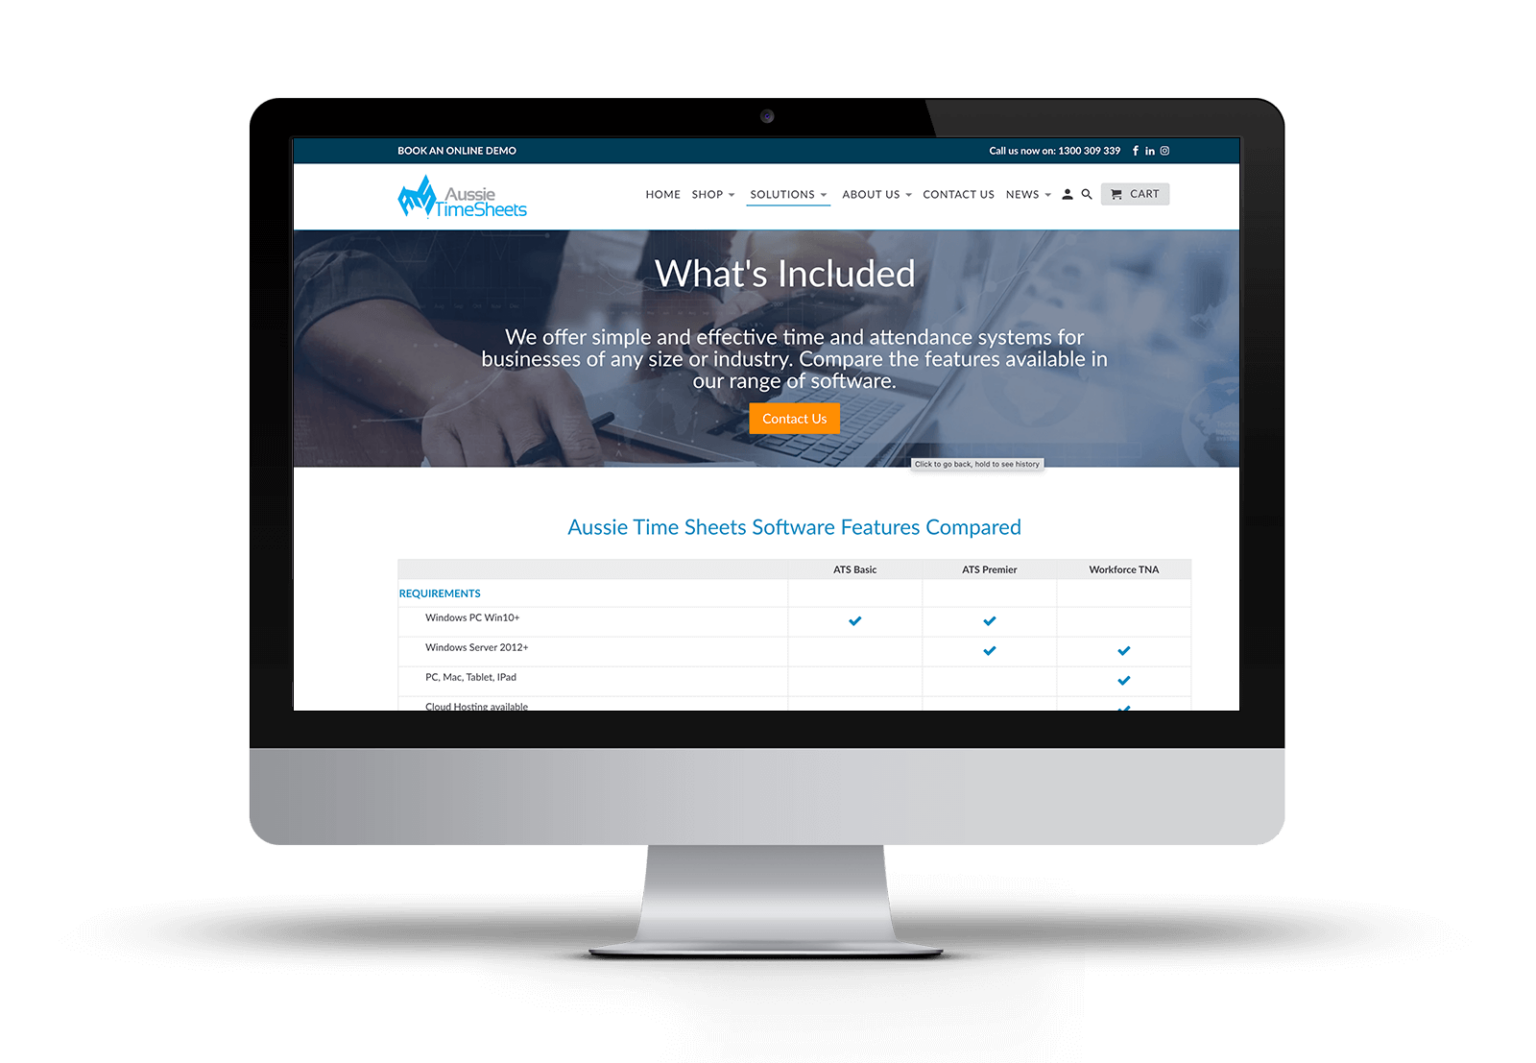 BOOK AN ONLINE DEMO
Call us now on: 1300 309 339
Aussie
TimeSheets
HOME SHOP SOLUTIONS ABOUT US CONTACT US NEWS CART
What's Included
We offer simple and effective time and attendance systems for
businesses of any size or industry. Compare the features available in
our range of software.
Contact Us
Click to go back, hold to see history
Aussie Time Sheets Software Features Compared
ATS Basic ATS Premier Workforce TNA
REQUIREMENTS
Windows PC Win10+
Windows Server 2012+
PC, Mac, Tablet, IPad
Cloud Hosting available